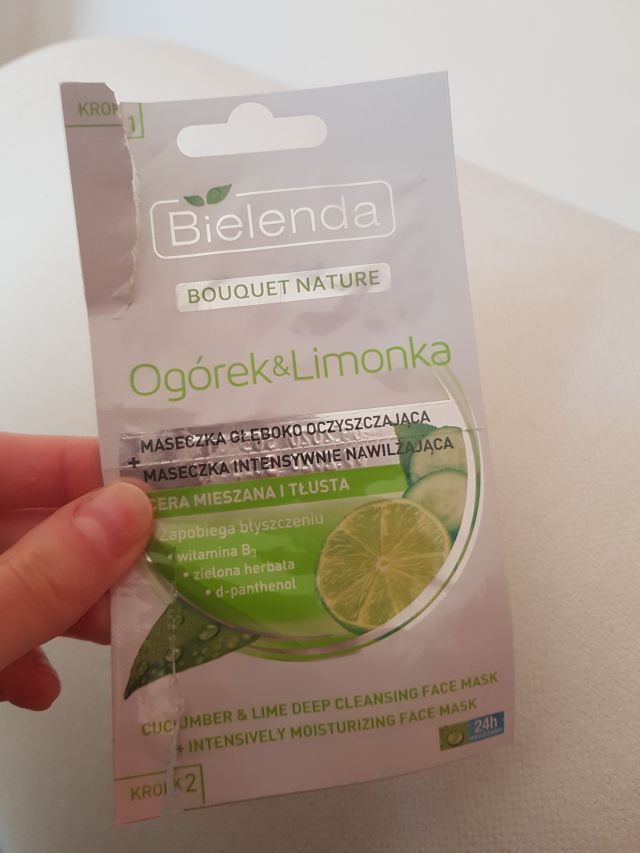 KROK 1
Bielenda
BOUQUET NATURE
Ogórek&Limonka
MASECZKA GŁĘBOKO OCZYSZCZAJĄCA
+ MASECZKA INTENSYWNIE NAWILŻAJĄCA
CERA MIESZANA I TŁUSTA
Zapobiega błyszczeniu
• witamina B3
• zielona herbata
• d-panthenol
CUCUMBER & LIME DEEP CLEANSING FACE MASK
+ INTENSIVELY MOISTURIZING FACE MASK
24h
KROK 2